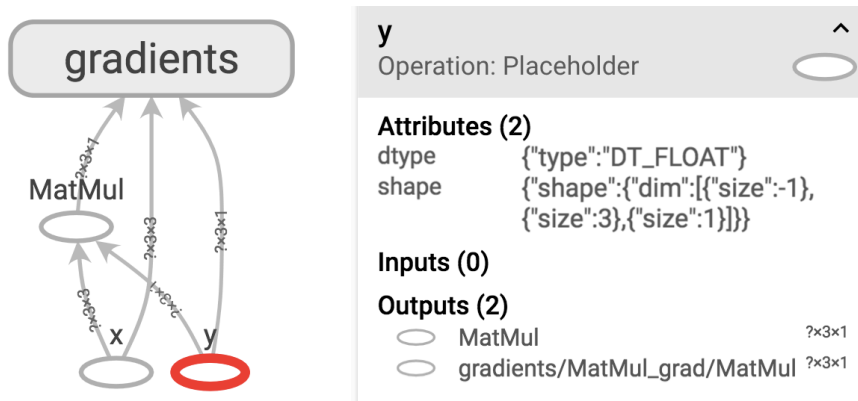 gradients
?×3×1
MatMul
?×3×3
?×3×1
?×3×3
?×3×1
x
y
y
Operation: Placeholder
Attributes (2)
dtype {"type":"DT_FLOAT"}
shape {"shape":{"dim":[{"size":-1},
{"size":3},{"size":1}]}}
Inputs (0)
Outputs (2)
MatMul ?×3×1
gradients/MatMul_grad/MatMul ?×3×1